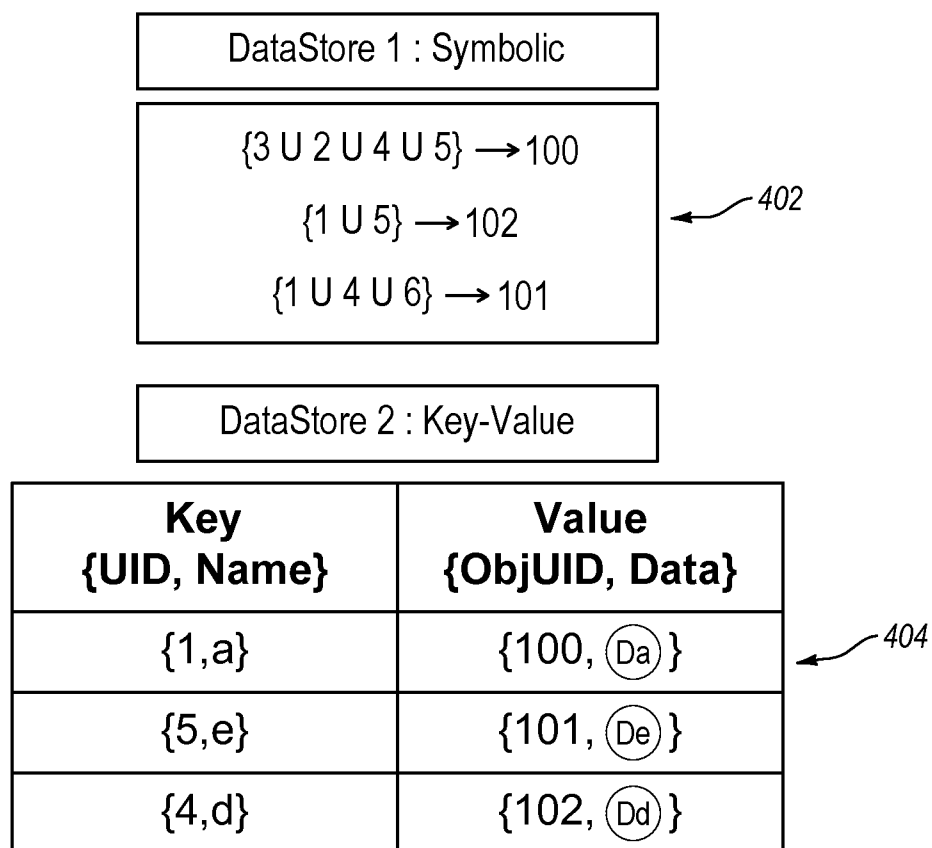 DataStore 1 : Symbolic
{3 U 2 U 4 U 5} → 100
{1 U 5} → 102
402
{1 U 4 U 6} → 101
DataStore 2 : Key-Value
Key
{UID, Name}
Value
{ObjUID, Data}
{1,a}
{100, Da }
404
{5,e}
{101, De }
{4,d}
{102, Dd }